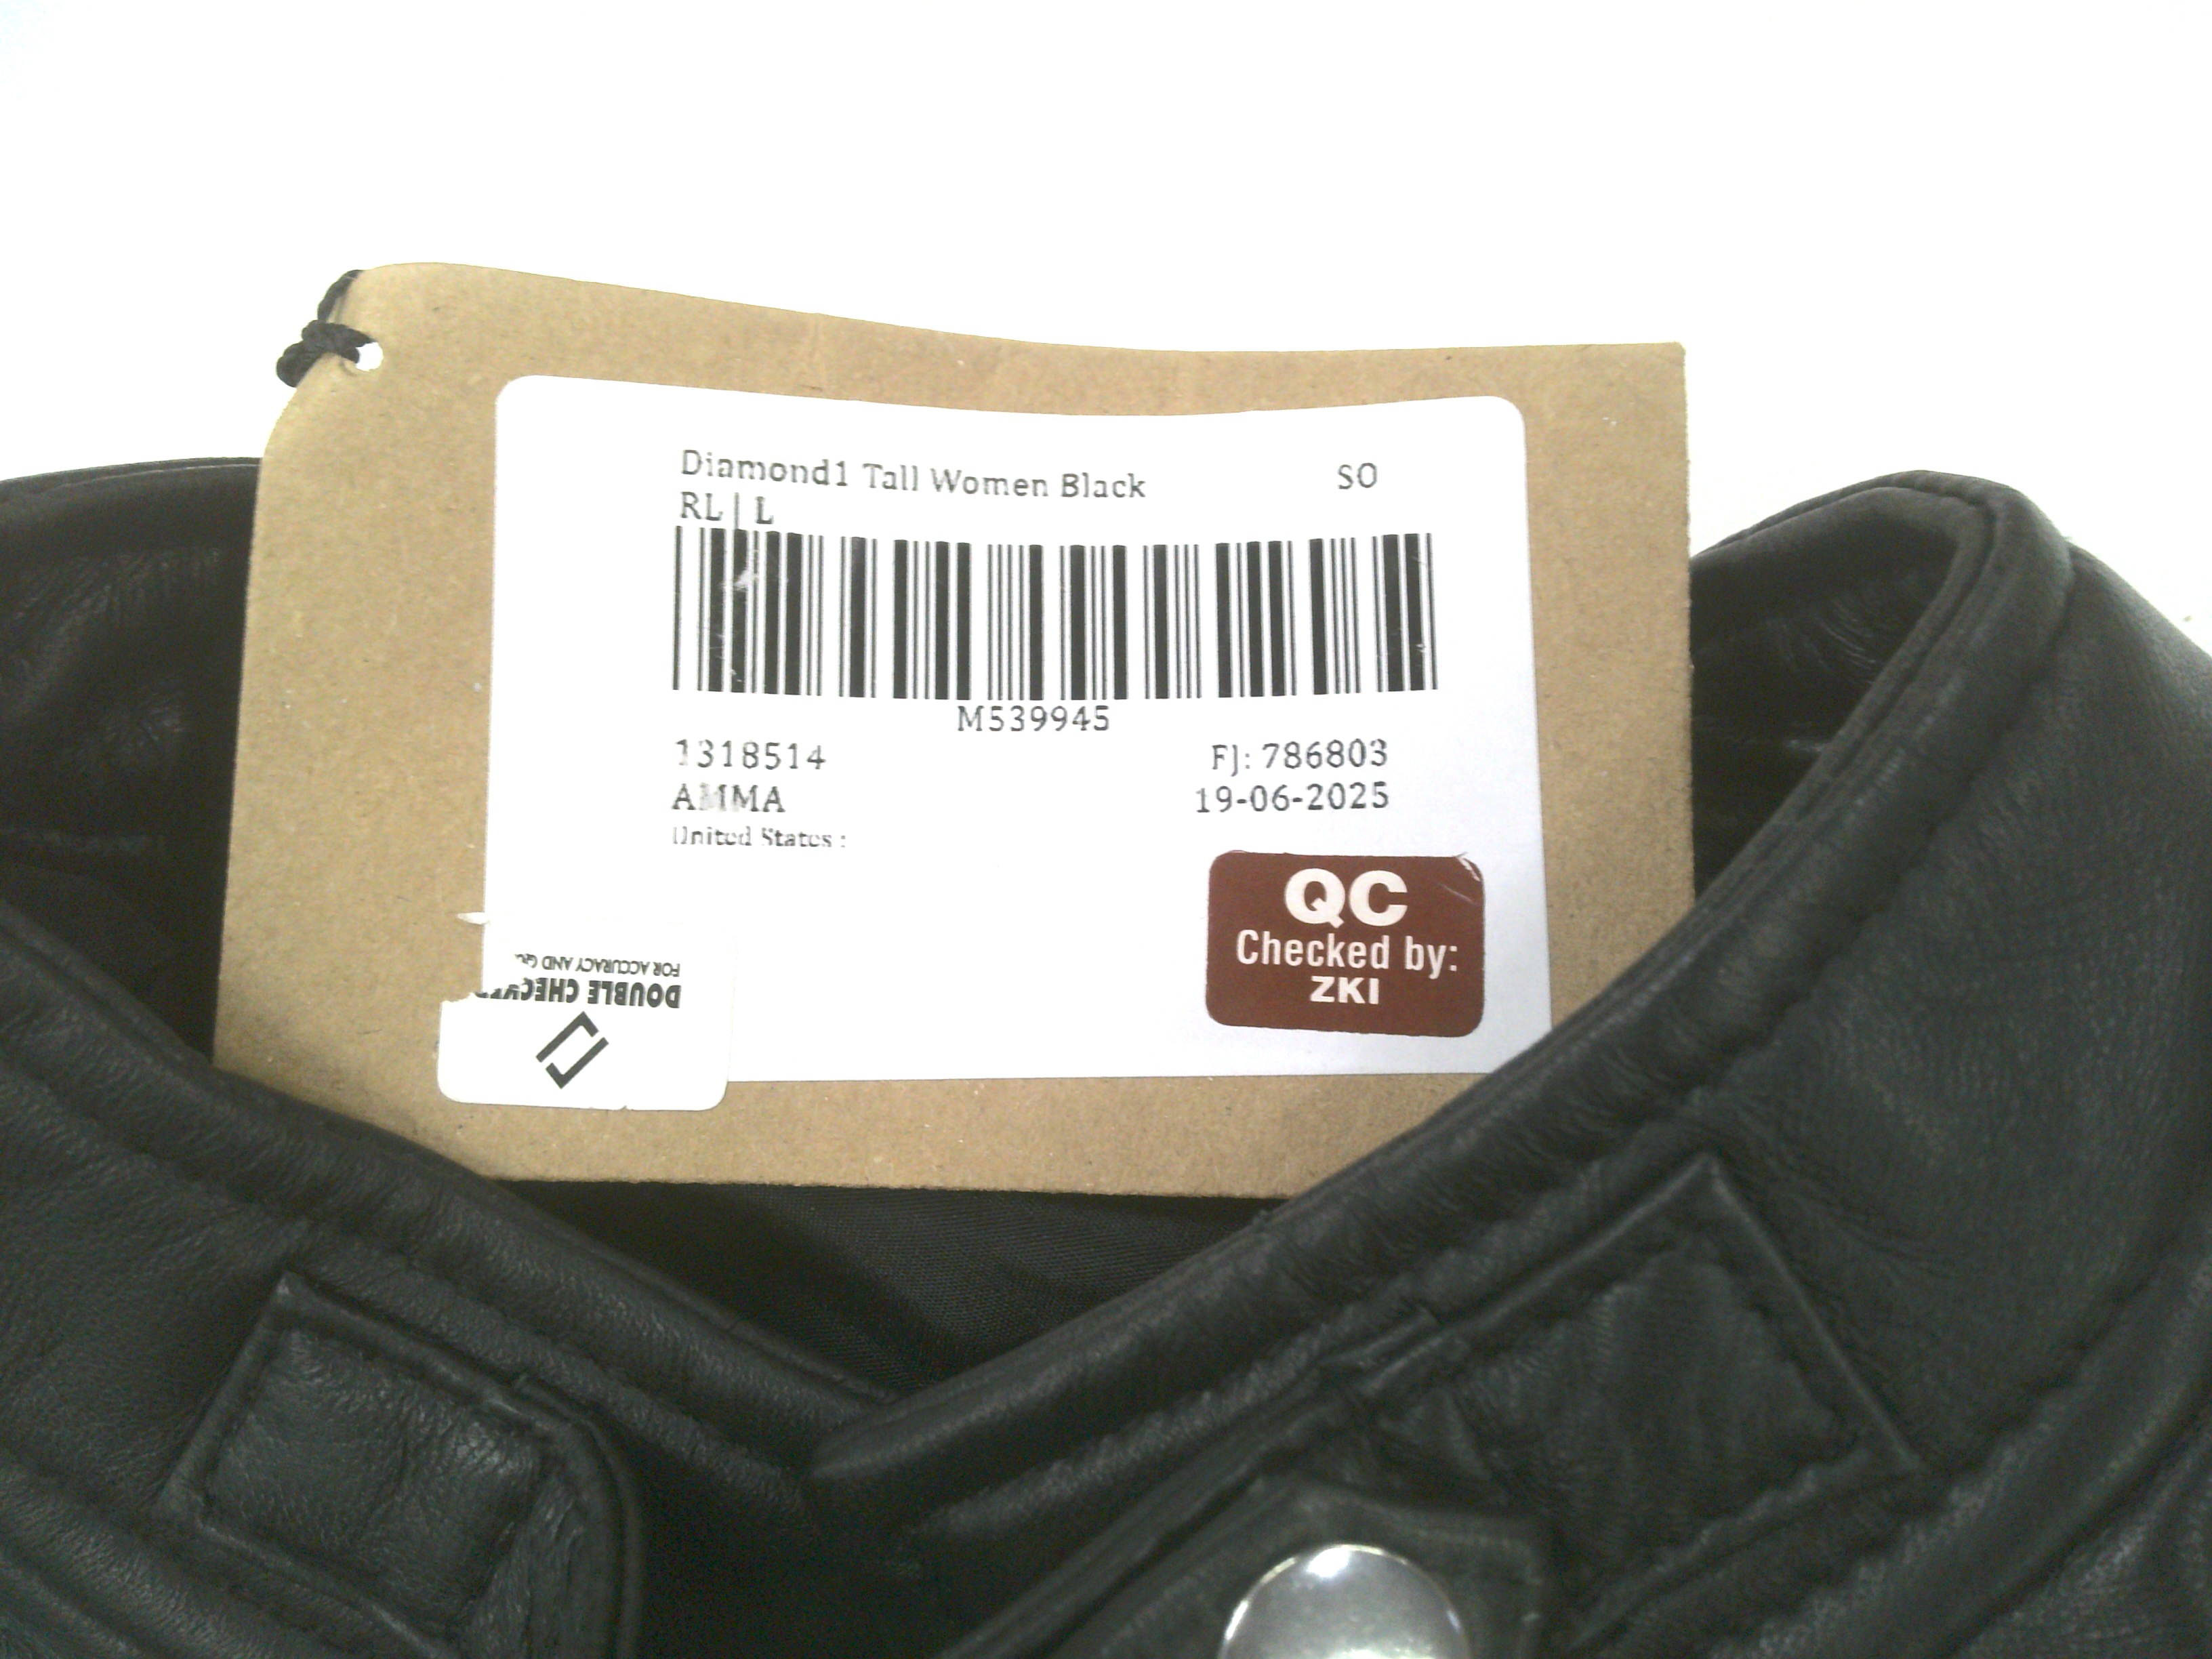 Diamond1 Tall Women Black SO
RL | L
M539945
1318514 FJ: 786803
AMMA 19-06-2025
United States :
QC
Checked by:
ZKI
DOUBLE CHECKED
FOR ACCURACY AND